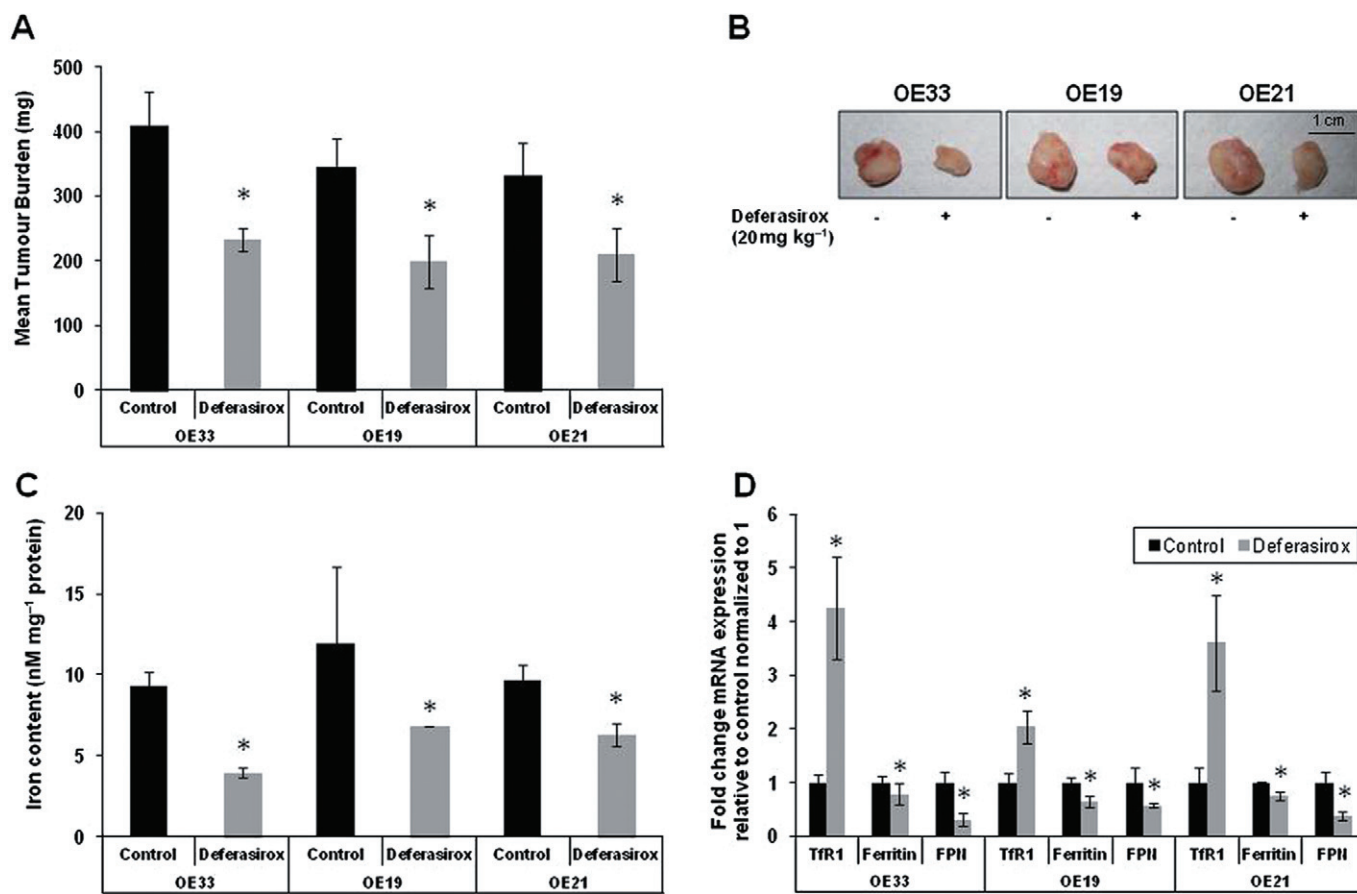 A
Mean Tumour Burden (mg)
500
400
300
200
100
0
*
*
*
Control Deferasirox Control Deferasirox Control Deferasirox
OE33 OE19 OE21
B
OE33 OE19 OE21
1 cm
Deferasirox - + - + - +
(20 mg kg⁻¹)
C
Iron content (nM mg⁻¹ protein)
20
15
10
5
0
*
*
*
Control Deferasirox Control Deferasirox Control Deferasirox
OE33 OE19 OE21
D
Fold change mRNA expression
relative to control normalized to 1
6
5
4
3
2
1
0
Control Deferasirox
* * * * * * * * *
TfR1 Ferritin FPN TfR1 Ferritin FPN TfR1 Ferritin FPN
OE33 OE19 OE21